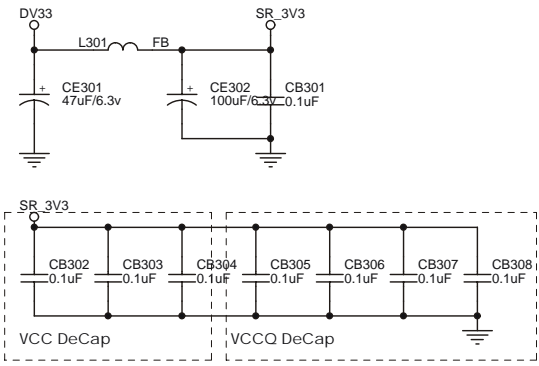 DV33
SR_3V3
L301
FB
CE301
47uF/6.3v
CE302
100uF/6.3v
CB301
0.1uF
SR_3V3
CB302
0.1uF
CB303
0.1uF
CB304
0.1uF
CB305
0.1uF
CB306
0.1uF
CB307
0.1uF
CB308
0.1uF
VCC DeCap
VCCQ DeCap